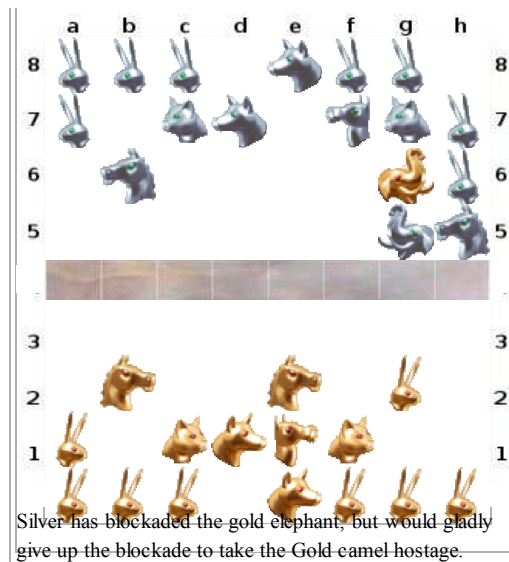 a b c d e f g h
8 8
7 7
6 6
5 5
3 3
2 2
1 1
Silver has blockaded the gold elephant, but would gladly
give up the blockade to take the Gold camel hostage.